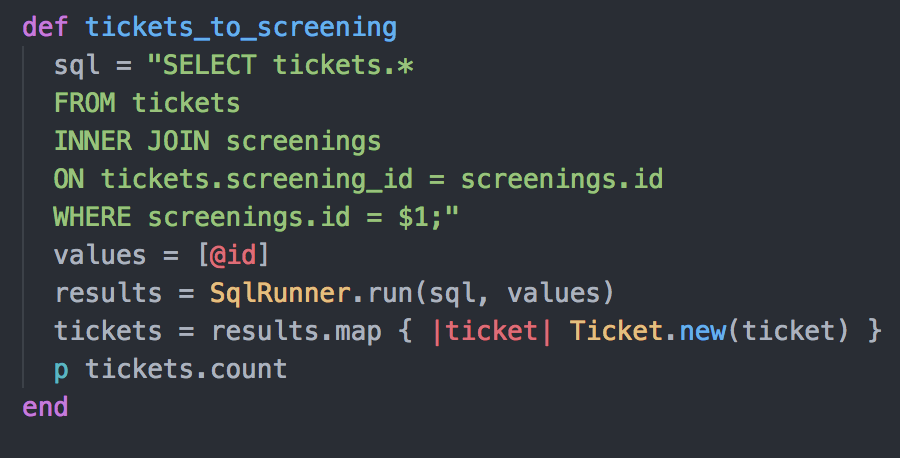 def tickets_to_screening
sql = "SELECT tickets.*
FROM tickets
INNER JOIN screenings
ON tickets.screening_id = screenings.id
WHERE screenings.id = $1;"
values = [@id]
results = SqlRunner.run(sql, values)
tickets = results.map { |ticket| Ticket.new(ticket) }
p tickets.count
end